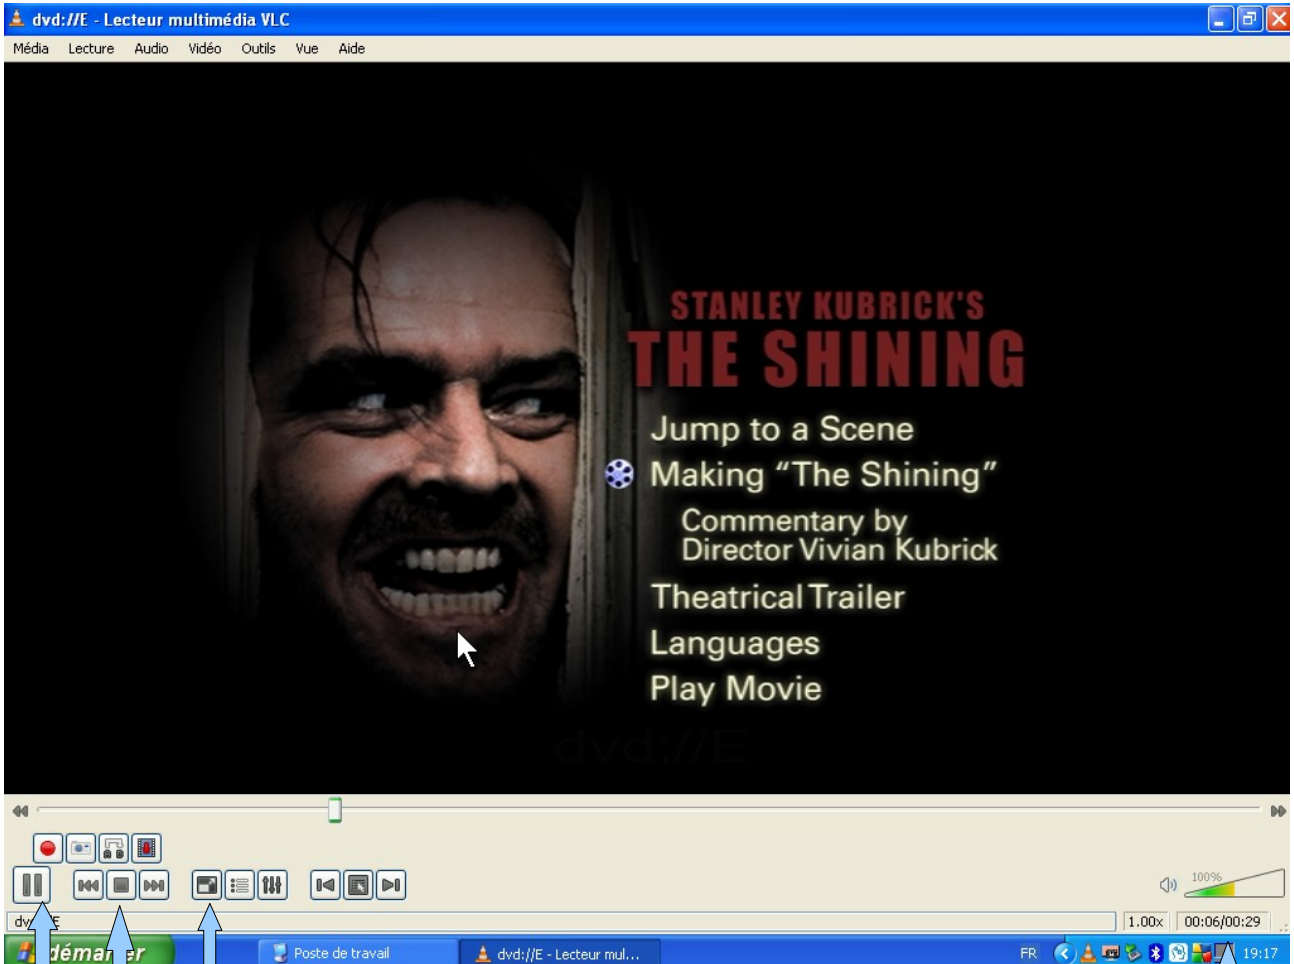 dvd://E - Lecteur multimédia VLC
Média Lecture Audio Vidéo Outils Vue Aide
STANLEY KUBRICK'S
THE SHINING
Jump to a Scene
Making "The Shining"
Commentary by
Director Vivian Kubrick
Theatrical Trailer
Languages
Play Movie
dvd://E
100%
1.00x 00:06/00:29
Poste de travail dvd://E - Lecteur mul... FR 19:17